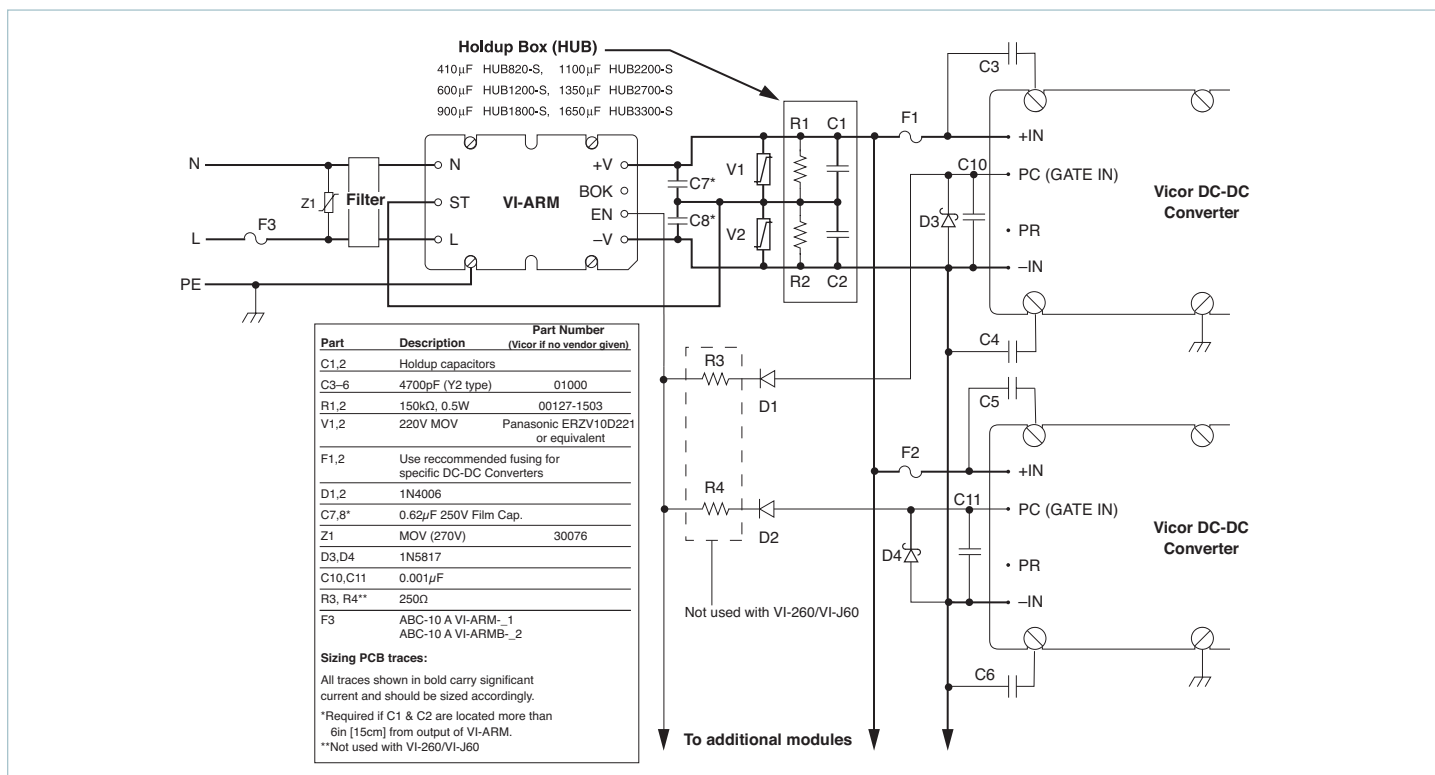 Holdup Box (HUB)
410µF HUB820-S, 1100µF HUB2200-S
600µF HUB1200-S, 1350µF HUB2700-S
900µF HUB1800-S, 1650µF HUB3300-S
N
L
PE
F3
Z1
Filter
N
ST
L
VI-ARM
+V
BOK
EN
–V
C7*
C8*
V1
V2
R1
C1
R2
C2
F1
C3
+IN
C10
PC (GATE IN)
D3
PR
–IN
C4
Vicor DC-DC
Converter
R3
D1
R4
D2
Not used with VI-260/VI-J60
F2
C5
+IN
C11
PC (GATE IN)
D4
PR
–IN
C6
Vicor DC-DC
Converter
To additional modules
Part Description Part Number
(Vicor if no vendor given)
C1,2 Holdup capacitors
C3–6 4700pF (Y2 type) 01000
R1,2 150kΩ, 0.5W 00127-1503
V1,2 220V MOV Panasonic ERZV10D221
or equivalent
F1,2 Use reccommended fusing for
specific DC-DC Converters
D1,2 1N4006
C7,8* 0.62µF 250V Film Cap.
Z1 MOV (270V) 30076
D3,D4 1N5817
C10,C11 0.001µF
R3, R4** 250Ω
F3 ABC-10 A VI-ARM-_1
ABC-10 A VI-ARMB-_2
Sizing PCB traces:
All traces shown in bold carry significant
current and should be sized accordingly.
*Required if C1 & C2 are located more than
6in [15cm] from output of VI-ARM.
**Not used with VI-260/VI-J60